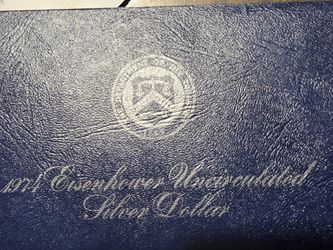 1974 Eisenhower Uncirculated
Silver Dollar